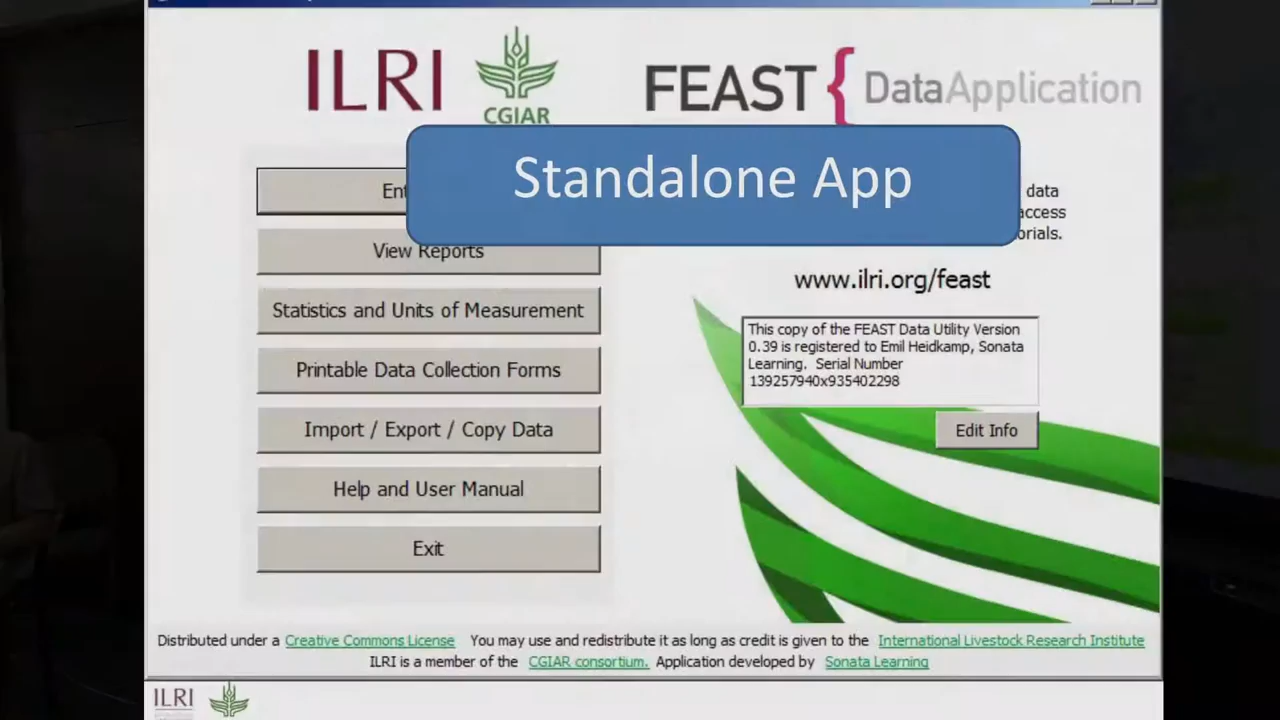 ILRI
CGIAR
FEAST { DataApplication
Standalone App
Ent
data
access
orials.
View Reports
www.ilri.org/feast
Statistics and Units of Measurement
This copy of the FEAST Data Utility Version
0.39 is registered to Emil Heidkamp, Sonata
Learning. Serial Number
139257940x935402298
Printable Data Collection Forms
Import / Export / Copy Data
Edit Info
Help and User Manual
Exit
Distributed under a Creative Commons License You may use and redistribute it as long as credit is given to the International Livestock Research Institute
ILRI is a member of the CGIAR consortium. Application developed by Sonata Learning
ILRI